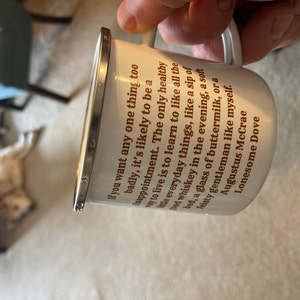 If you want any one thing too
badly, it's likely to be a
disappointment. The only healthy
way to live is to learn to like all the
little everyday things, like a sip of
good whiskey in the evening, a soft
bed, a glass of buttermilk, or a
feisty gentleman like myself.
Augustus McCrae
Lonesome Dove